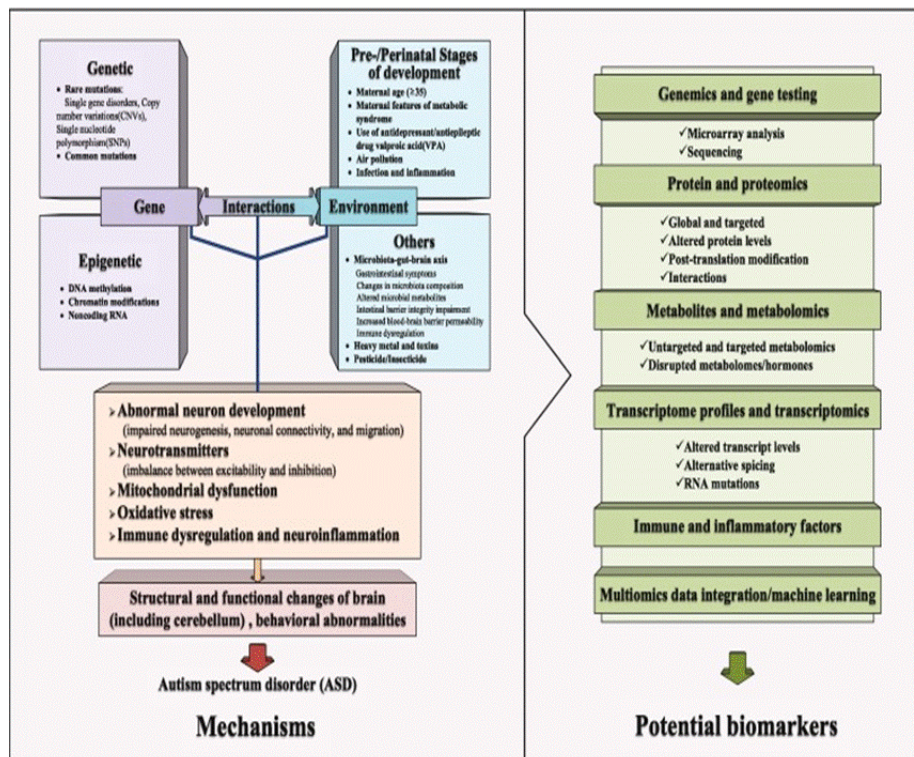 Genetic
• Rare mutations:
Single gene disorders, Copy
number variations(CNVs),
Single nucleotide
polymorphism(SNPs)
• Common mutations
Pre-/Perinatal Stages
of development
• Maternal age (≥35)
• Maternal features of metabolic
syndrome
• Use of antidepressant/antiepileptic
drug valproic acid(VPA)
• Air pollution
• Infection and inflammation
Gene
Interactions
Environment
Epigenetic
• DNA methylation
• Chromatin modifications
• Noncoding RNA
Others
• Microbiota-gut-brain axis
Gastrointestinal symptoms
Changes in microbiota composition
Altered microbial metabolites
Intestinal barrier integrity impairment
Increased blood-brain barrier permeability
Immune dysregulation
• Heavy metal and toxins
• Pesticide/Insecticide
➢ Abnormal neuron development
(impaired neurogenesis, neuronal connectivity, and migration)
➢ Neurotransmitters
(imbalance between excitability and inhibition)
➢ Mitochondrial dysfunction
➢ Oxidative stress
➢ Immune dysregulation and neuroinflammation
Structural and functional changes of brain
(including cerebellum) , behavioral abnormalities
Autism spectrum disorder (ASD)
Mechanisms
Genemics and gene testing
✓Microarray analysis
✓Sequencing
Protein and proteomics
✓Global and targeted
✓Altered protein levels
✓Post-translation modification
✓Interactions
Metabolites and metabolomics
✓Untargeted and targeted metabolomics
✓Disrupted metabolomes/hormones
Transcriptome profiles and transcriptomics
✓Altered transcript levels
✓Alternative spicing
✓RNA mutations
Immune and inflammatory factors
Multiomics data integration/machine learning
Potential biomarkers